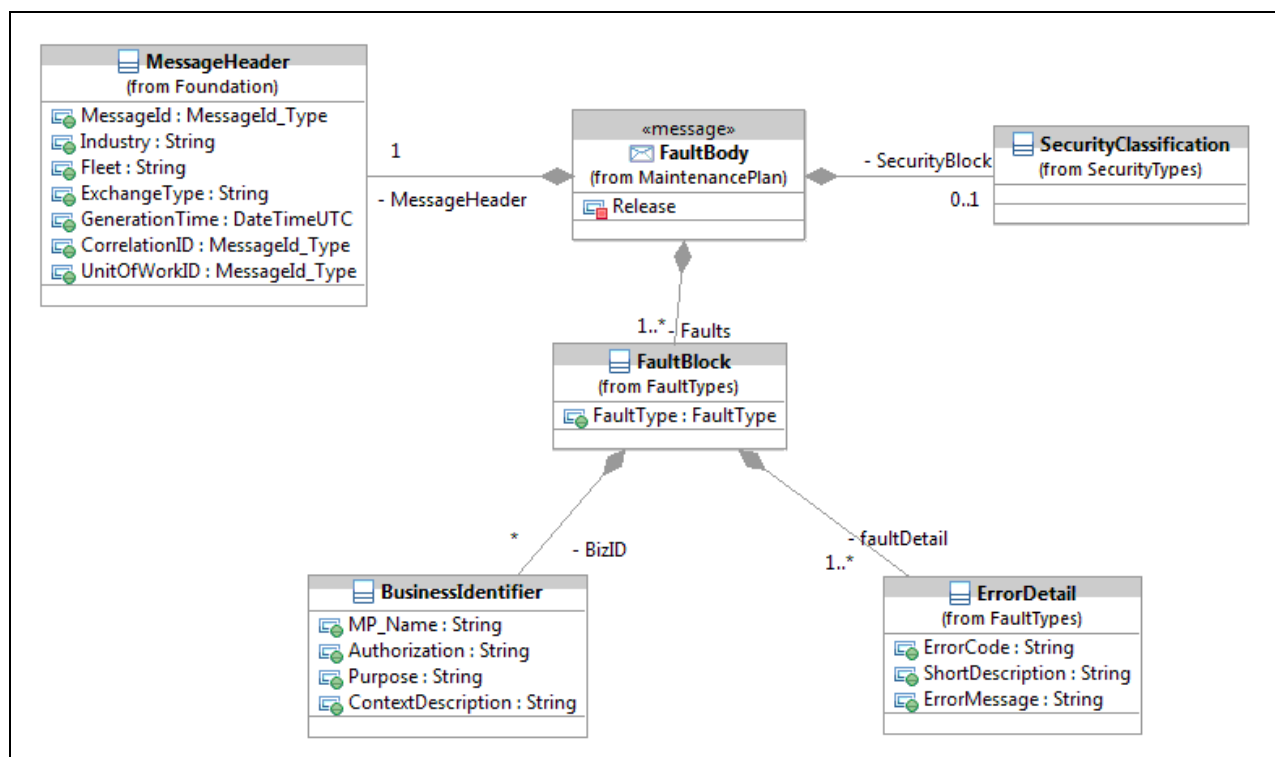 MessageHeader
(from Foundation)
MessageId : MessageId_Type
Industry : String
Fleet : String
ExchangeType : String
GenerationTime : DateTimeUTC
CorrelationID : MessageId_Type
UnitOfWorkID : MessageId_Type
1
- MessageHeader
«message»
FaultBody
(from MaintenancePlan)
Release
- SecurityBlock
0..1
SecurityClassification
(from SecurityTypes)
1..*
- Faults
FaultBlock
(from FaultTypes)
FaultType : FaultType
*
- BizID
- faultDetail
1..*
BusinessIdentifier
MP_Name : String
Authorization : String
Purpose : String
ContextDescription : String
ErrorDetail
(from FaultTypes)
ErrorCode : String
ShortDescription : String
ErrorMessage : String